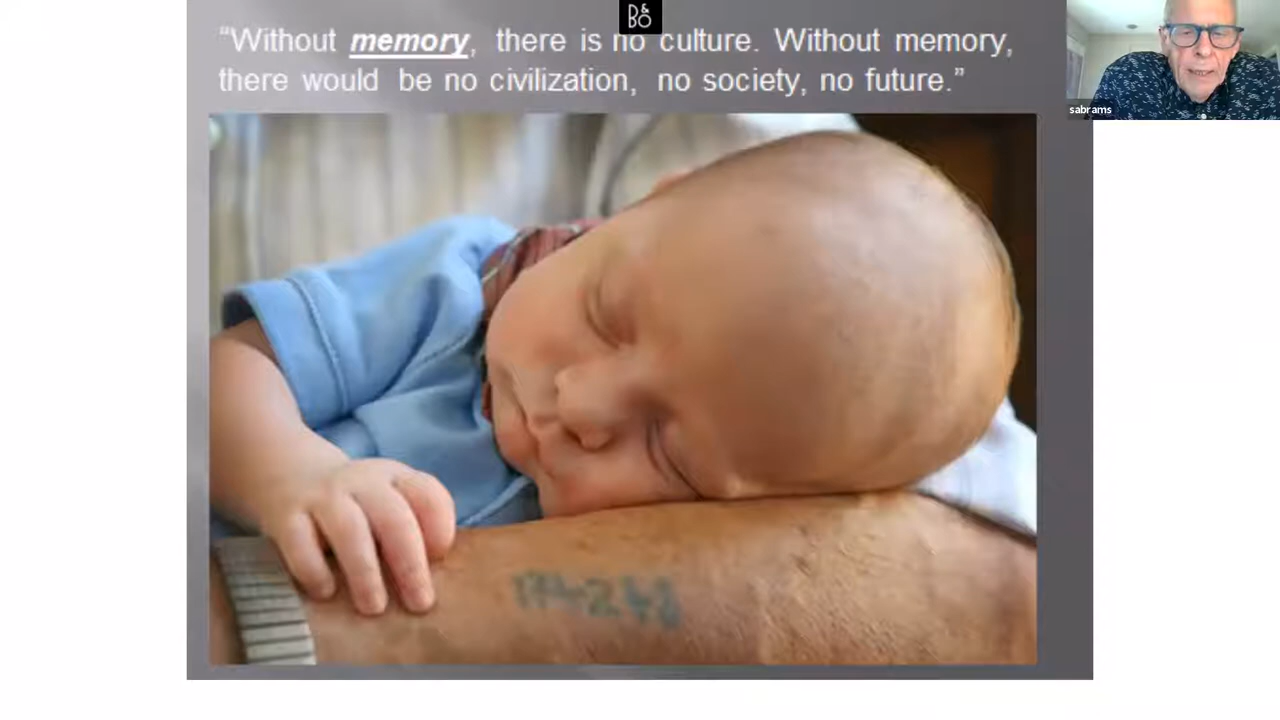 “Without memory, there is no culture. Without memory,
there would be no civilization, no society, no future.”
B&O
sabrams